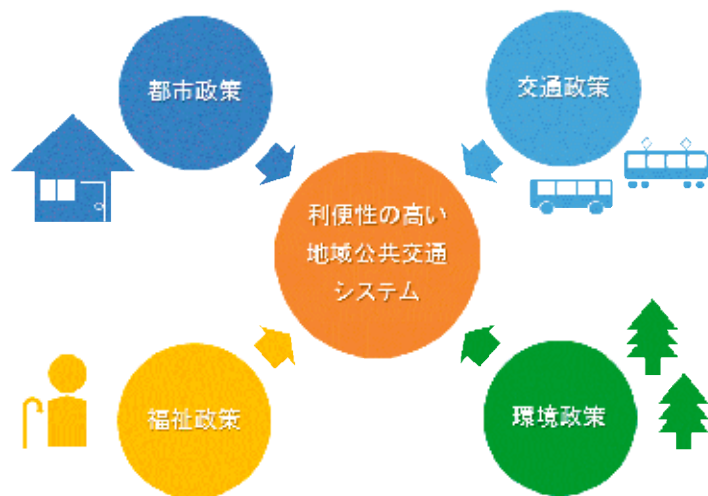 都市政策
交通政策
利便性の高い
地域公共交通
システム
福祉政策
環境政策